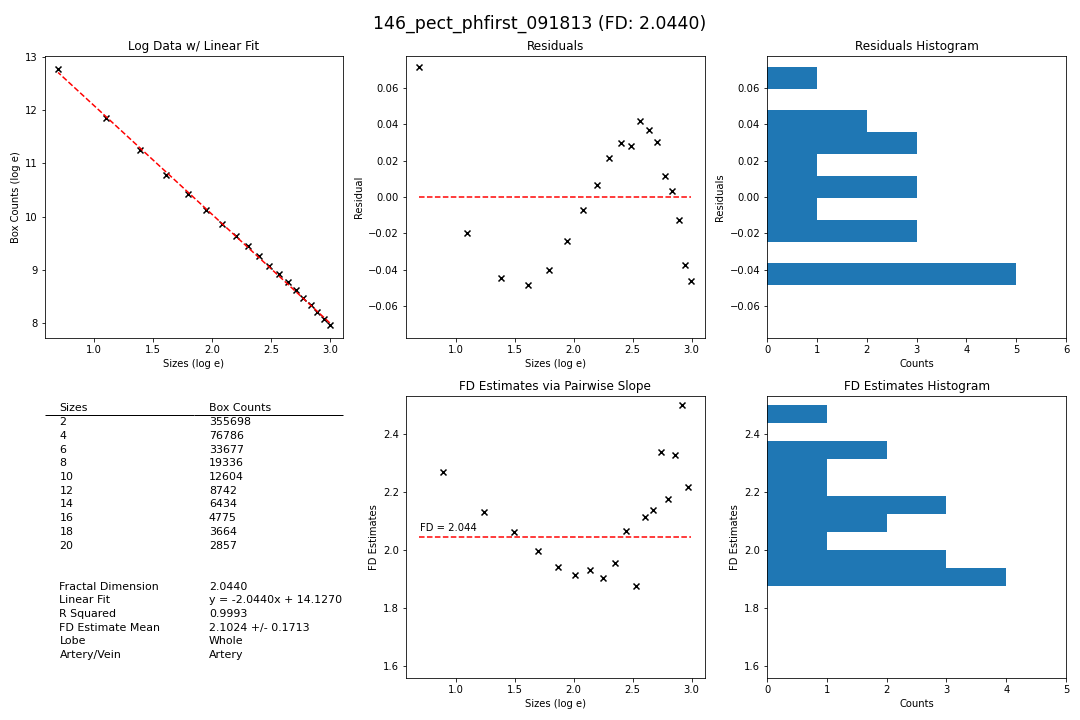 146_pect_phfirst_091813 (FD: 2.0440)
Log Data w/ Linear Fit
13
12
11
10
9
8
Box Counts (log e)
1.0 1.5 2.0 2.5 3.0
Sizes (log e)
Residuals
0.06
0.04
0.02
0.00
−0.02
−0.04
−0.06
Residual
1.0 1.5 2.0 2.5 3.0
Sizes (log e)
Residuals Histogram
0.06
0.04
0.02
0.00
−0.02
−0.04
−0.06
Residuals
0 1 2 3 4 5 6
Counts
Sizes Box Counts
2 355698
4 76786
6 33677
8 19336
10 12604
12 8742
14 6434
16 4775
18 3664
20 2857
Fractal Dimension 2.0440
Linear Fit y = -2.0440x + 14.1270
R Squared 0.9993
FD Estimate Mean 2.1024 +/- 0.1713
Lobe Whole
Artery/Vein Artery
FD Estimates via Pairwise Slope
2.4
2.2
2.0
1.8
1.6
FD Estimates
FD = 2.044
1.0 1.5 2.0 2.5 3.0
Sizes (log e)
FD Estimates Histogram
2.4
2.2
2.0
1.8
1.6
FD Estimates
0 1 2 3 4 5
Counts